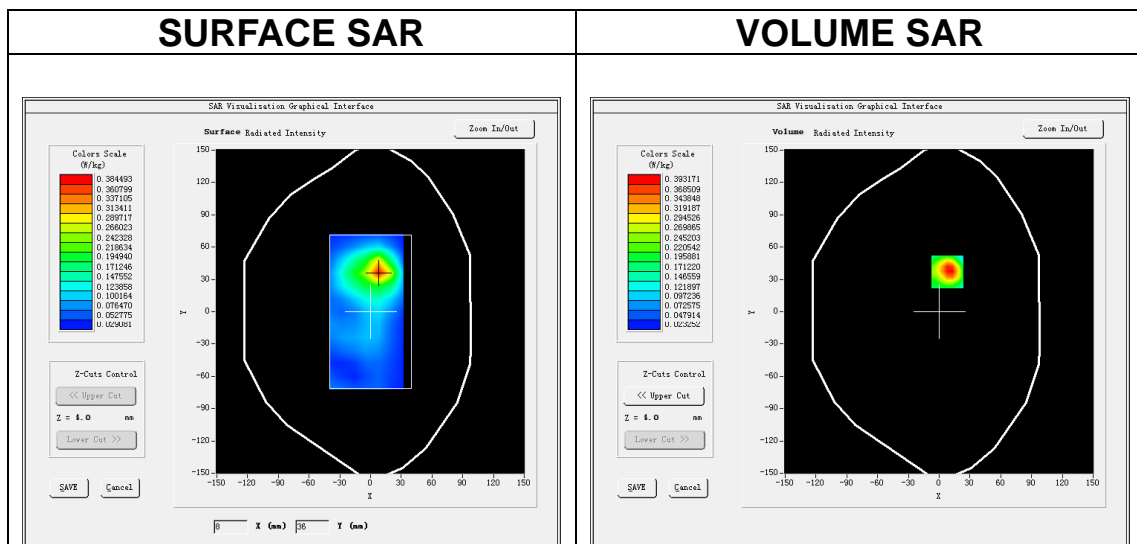 SURFACE SAR
VOLUME SAR
SAR Visualisation Graphical Interface
Surface Radiated Intensity
Zoom In/Out
Colors Scale
(W/kg)
0.384493
0.360799
0.337105
0.313411
0.289717
0.266023
0.242328
0.218634
0.194940
0.171246
0.147552
0.123858
0.100164
0.076470
0.052775
0.029081
150
120
90
60
30
0
-30
-60
-90
-120
-150
Y
-150 -120 -90 -60 -30 0 30 60 90 120 150
X
Z-Cuts Control
<< Upper Cut
Z = 4.0 mm
Lower Cut >>
SAVE Cancel
8 X (mm) 36 Y (mm)
SAR Visualisation Graphical Interface
Volume Radiated Intensity
Zoom In/Out
Colors Scale
(W/kg)
0.393171
0.368509
0.343848
0.319187
0.294526
0.269865
0.245203
0.220542
0.195881
0.171220
0.146559
0.121897
0.097236
0.072575
0.047914
0.023252
150
120
90
60
30
0
-30
-60
-90
-120
-150
Y
-150 -120 -90 -60 -30 0 30 60 90 120 150
X
Z-Cuts Control
<< Upper Cut
Z = 4.0 mm
Lower Cut >>
SAVE Cancel